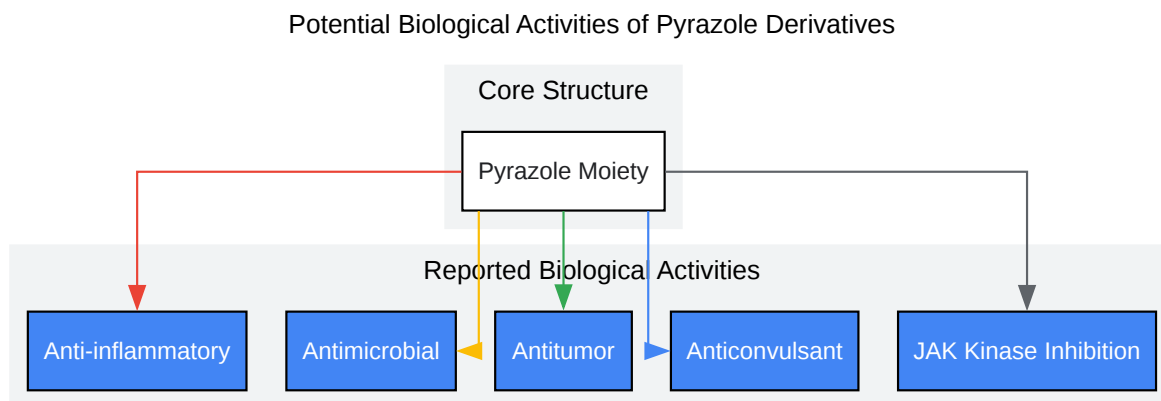 Potential Biological Activities of Pyrazole Derivatives
Core Structure
Pyrazole Moiety
Reported Biological Activities
Anti-inflammatory
Antimicrobial
Antitumor
Anticonvulsant
JAK Kinase Inhibition